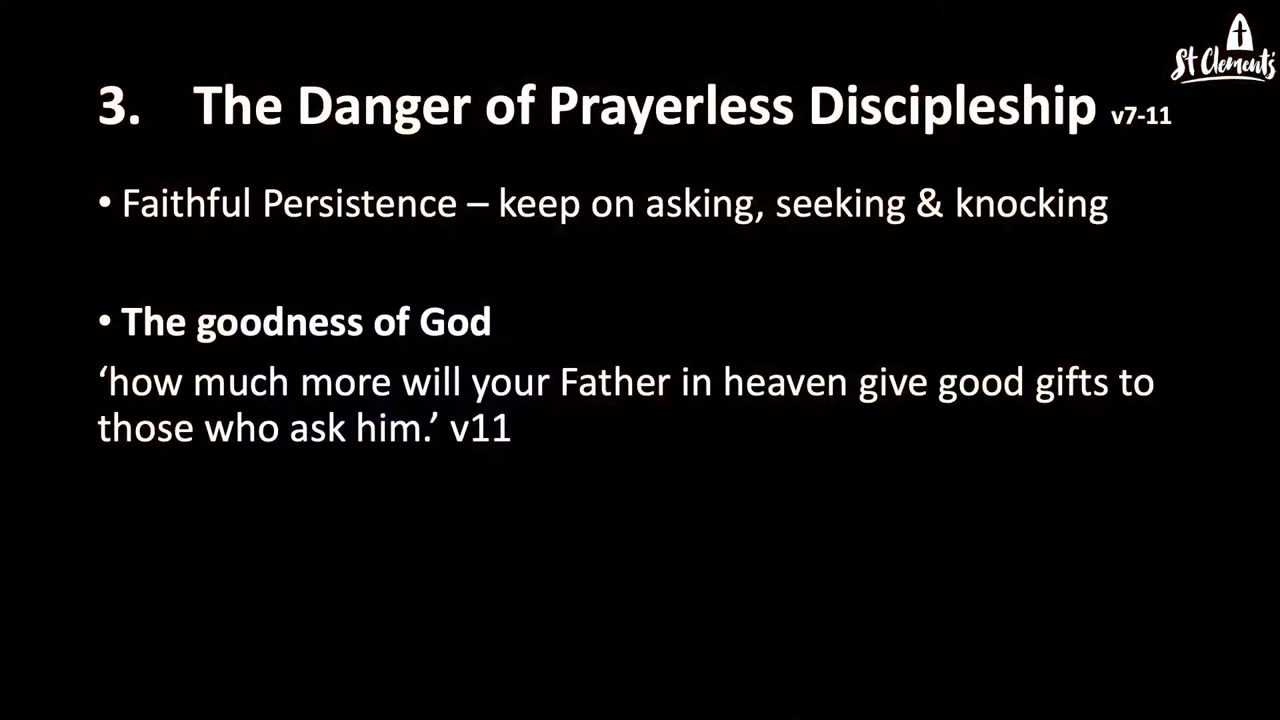 St Clement's
3. The Danger of Prayerless Discipleship v7-11
• Faithful Persistence – keep on asking, seeking & knocking
• The goodness of God
‘how much more will your Father in heaven give good gifts to
those who ask him.’ v11